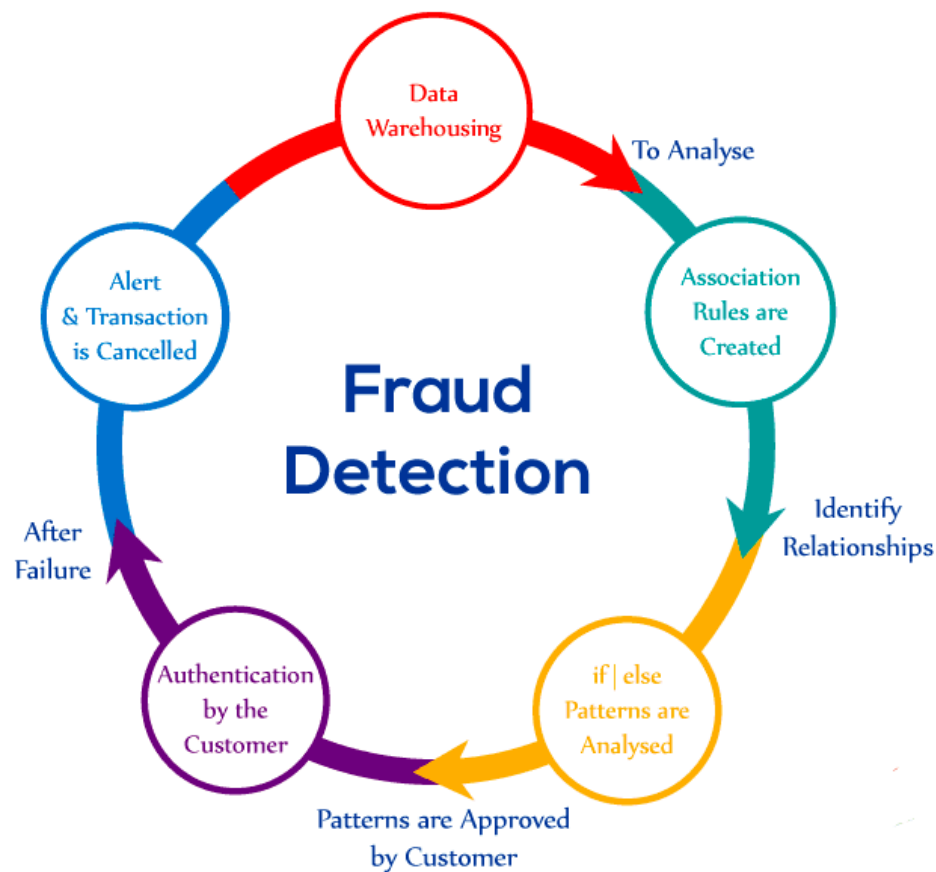 Data
Warehousing
To Analyse
Association
Rules are
Created
Identify
Relationships
if | else
Patterns are
Analysed
Patterns are Approved
by Customer
Authentication
by the
Customer
After
Failure
Alert
& Transaction
is Cancelled
Fraud
Detection